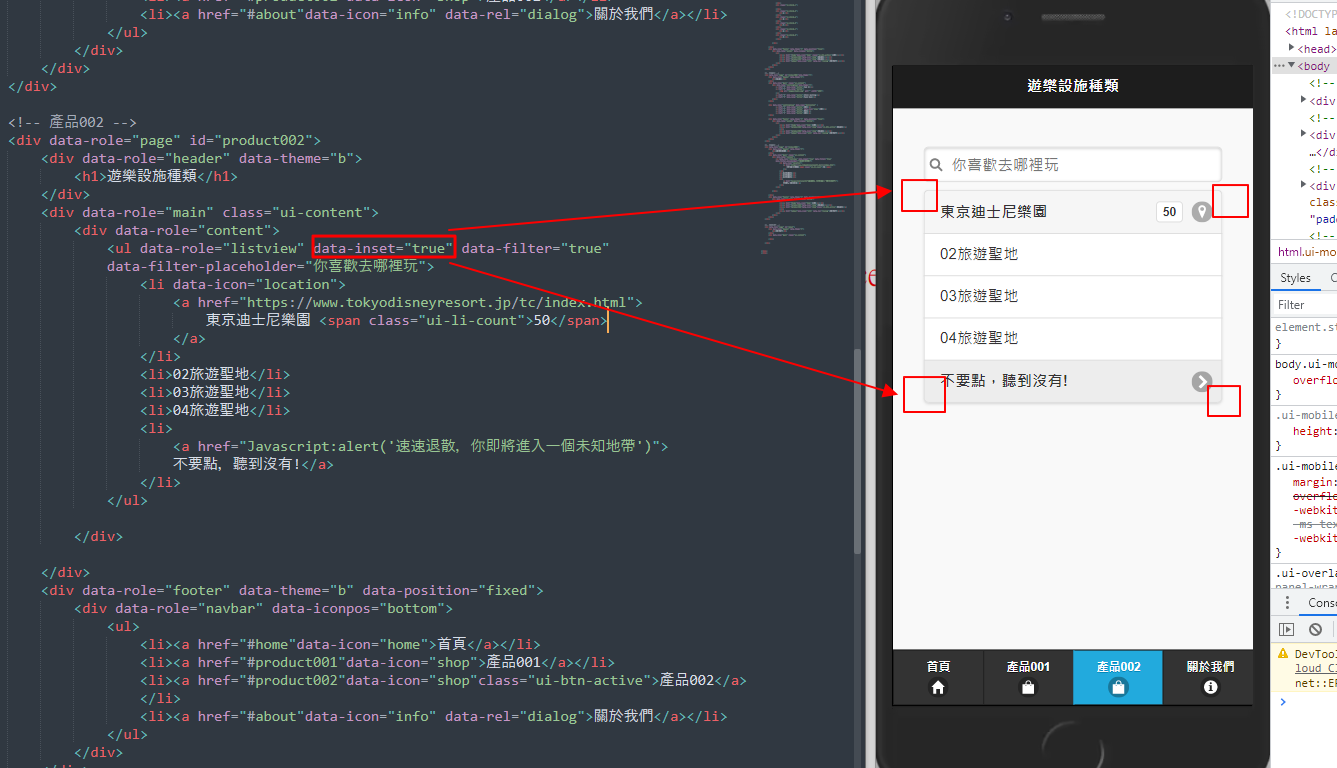 <li><a href="#about"data-icon="info" data-rel="dialog">關於我們</a></li>
</ul>
</div>
</div>
</div>
<!-- 產品002 -->
<div data-role="page" id="product002">
<div data-role="header" data-theme="b">
<h1>遊樂設施種類</h1>
</div>
<div data-role="main" class="ui-content">
<div data-role="content">
<ul data-role="listview" data-inset="true" data-filter="true"
data-filter-placeholder="你喜歡去哪裡玩">
<li data-icon="location">
<a href="https://www.tokyodisneyresort.jp/tc/index.html">
東京迪士尼樂園 <span class="ui-li-count">50</span>
</a>
</li>
<li>02旅遊聖地</li>
<li>03旅遊聖地</li>
<li>04旅遊聖地</li>
<li>
<a href="Javascript:alert('速速退散, 你即將進入一個未知地帶')">
不要點, 聽到沒有!</a>
</li>
</ul>
</div>
</div>
<div data-role="footer" data-theme="b" data-position="fixed">
<div data-role="navbar" data-iconpos="bottom">
<ul>
<li><a href="#home"data-icon="home">首頁</a></li>
<li><a href="#product001"data-icon="shop">產品001</a></li>
<li><a href="#product002"data-icon="shop"class="ui-btn-active">產品002</a>
</li>
<li><a href="#about"data-icon="info" data-rel="dialog">關於我們</a></li>
</ul>
</div>
遊樂設施種類
你喜歡去哪裡玩
東京迪士尼樂園 50
02旅遊聖地
03旅遊聖地
04旅遊聖地
不要點，聽到沒有!
首頁 產品001 產品002 關於我們
<!DOCTYP
<html la
<head>
<body
<!--
<div
<!--
<div
…</di
<!--
<div
class
"padd
<!--
html.ui-mo
Styles
Filter
element.st
}
body.ui-m
overflo
}
.ui-mobile
height:
}
.ui-mobile
margin:
overflo
-webkit
-ms-tex
-webkit
}
.ui-overla
Conso
DevTool
loud C
net::ER